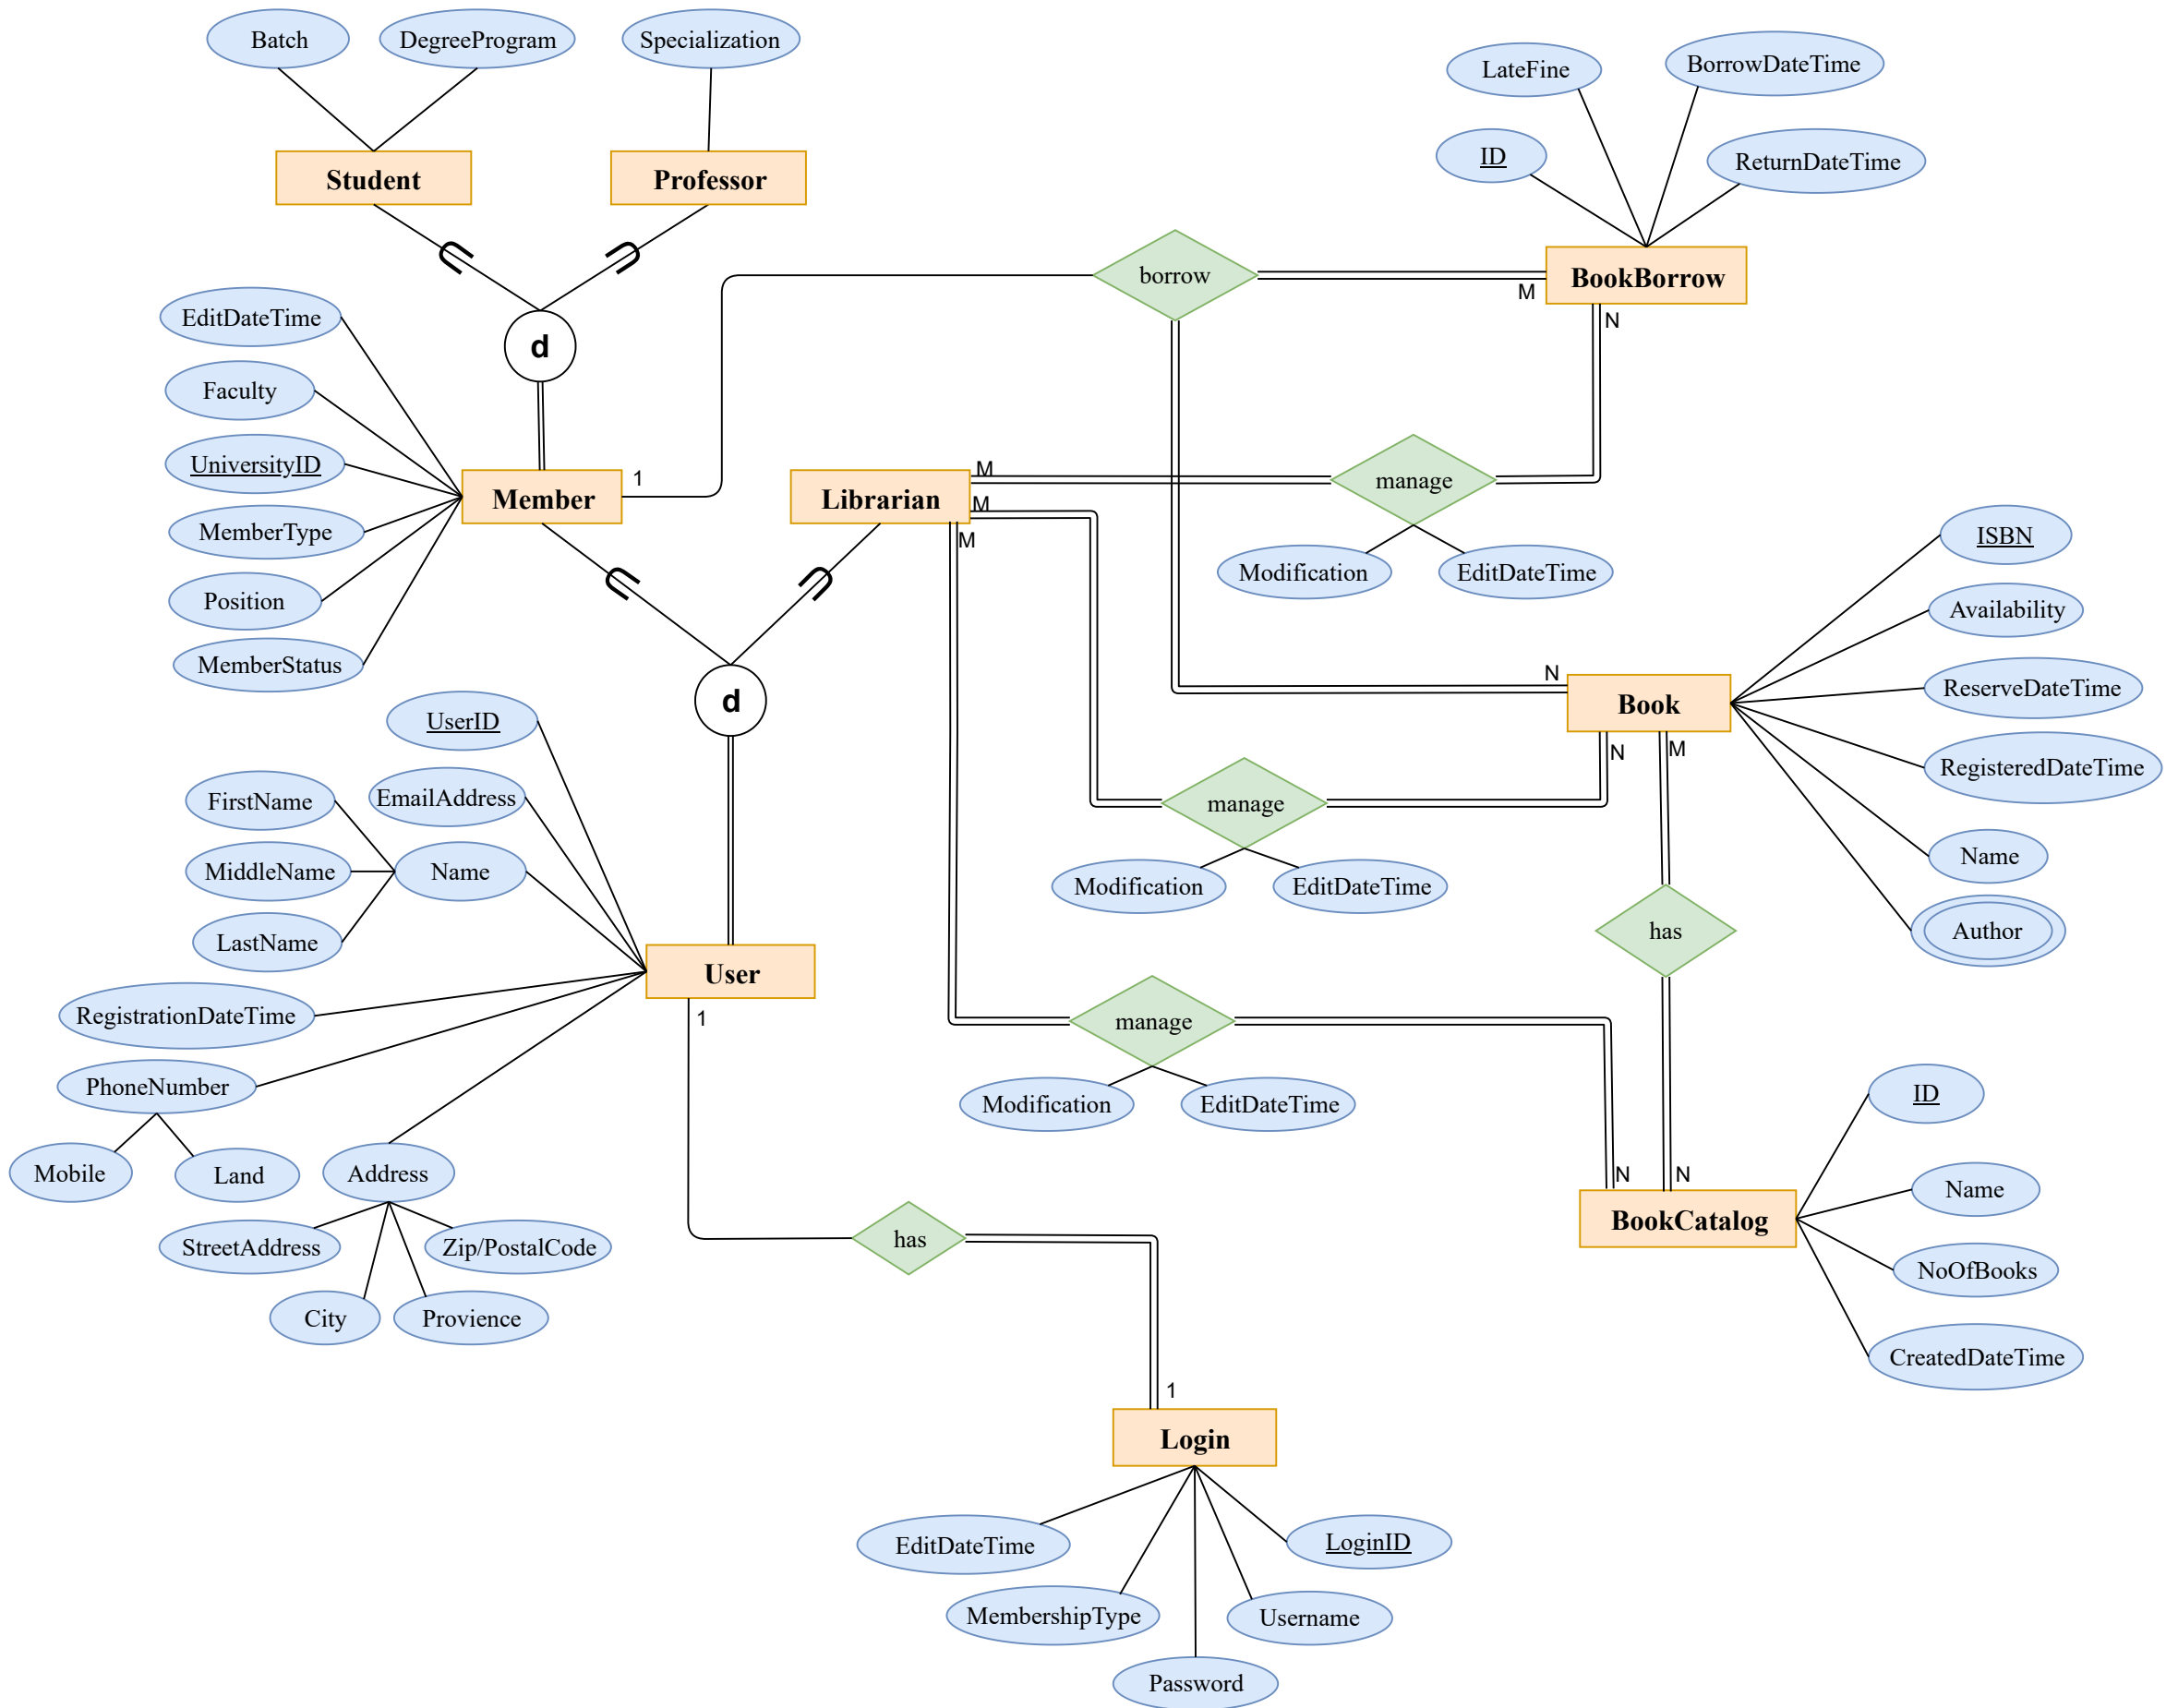 Batch
DegreeProgram
Specialization
LateFine
BorrowDateTime
ID
ReturnDateTime
Student
Professor
borrow
BookBorrow
M
N
EditDateTime
d
Faculty
UniversityID
Member
1
Librarian
M
M
M
manage
MemberType
Modification
EditDateTime
Position
MemberStatus
ISBN
Availability
ReserveDateTime
RegisteredDateTime
Name
Author
N
Book
N
M
d
UserID
EmailAddress
FirstName
MiddleName
Name
LastName
manage
Modification
EditDateTime
has
User
1
RegistrationDateTime
PhoneNumber
Mobile
Land
Address
StreetAddress
Zip/PostalCode
City
Provience
manage
Modification
EditDateTime
N
N
BookCatalog
ID
Name
NoOfBooks
CreatedDateTime
has
1
Login
EditDateTime
LoginID
MembershipType
Username
Password